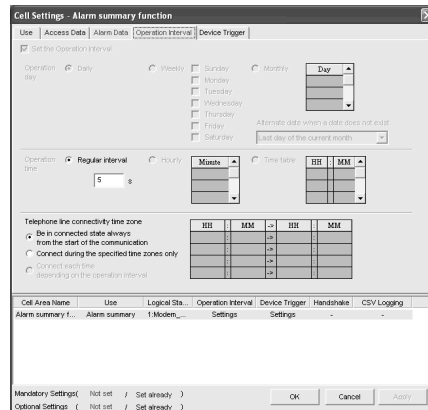 Cell Settings - Alarm summary function
Use Access Data Alarm Data Operation Interval Device Trigger
Set the Operation Interval
Operation day Daily Weekly Sunday Monthly Day
Monday
Tuesday
Wednesday
Thursday
Friday Alternate date when a date does not exist
Saturday Last day of the current month
Operation time Regular interval Hourly Minute Time table HH : MM
5 s
Telephone line connectivity time zone
HH : MM -> HH : MM
Be in connected state always
from the start of the communication
: -> :
Connect during the specified time zones only
: -> :
Connect each time
depending on the operation interval
: -> :
Cell Area Name Use Logical Sta... Operation Interval Device Trigger Handshake CSV Logging
Alarm summary f... Alarm summary 1:Modem_... Settings Settings - -
Mandatory Settings( Not set / Set already )
Optional Settings ( Not set / Set already )
OK Cancel Apply